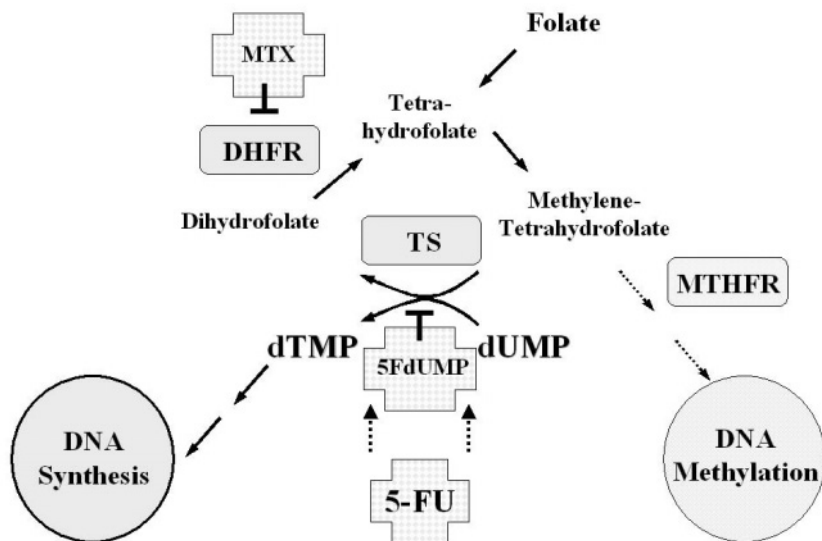 Folate
MTX
Tetra-
hydrofolate
DHFR
Dihydrofolate
Methylene-
Tetrahydrofolate
TS
MTHFR
dTMP
5FdUMP
dUMP
DNA
Synthesis
DNA
Methylation
5-FU